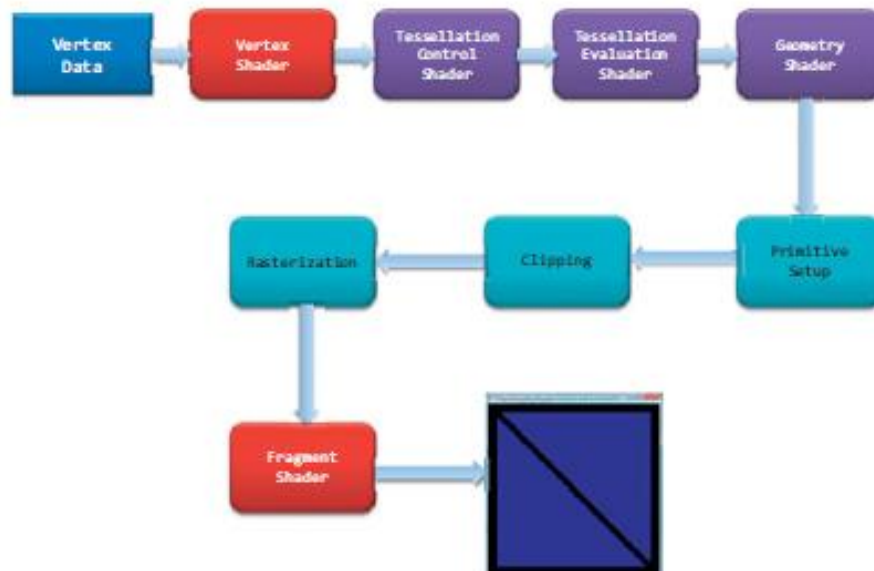 Vertex
Data
Vertex
Shader
Tessellation
Control
Shader
Tessellation
Evaluation
Shader
Geometry
Shader
Primitive
Setup
Clipping
Rasterization
Fragment
Shader